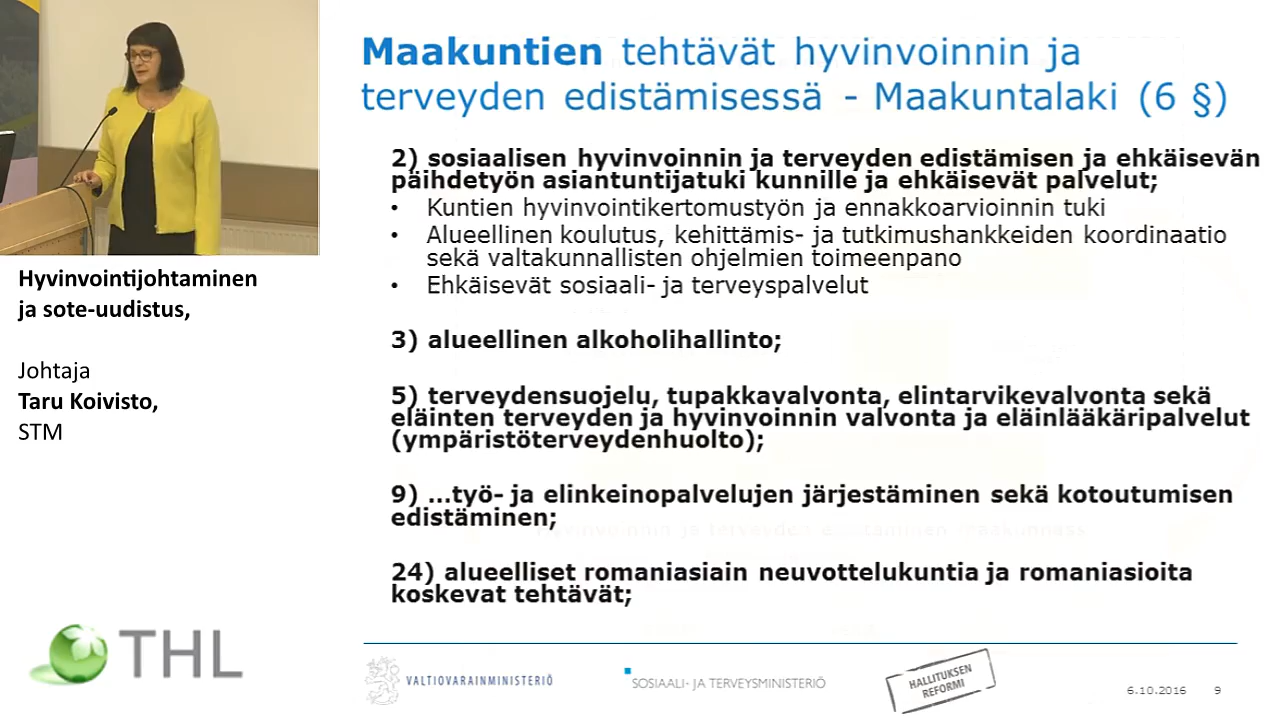 Maakuntien tehtävät hyvinvoinnin ja
terveyden edistämisessä - Maakuntalaki (6 §)
2) sosiaalisen hyvinvoinnin ja terveyden edistämisen ja ehkäisevän
päihdetyön asiantuntijatuki kunnille ja ehkäisevät palvelut;
• Kuntien hyvinvointikertomustyön ja ennakkoarvioinnin tuki
• Alueellinen koulutus, kehittämis- ja tutkimushankkeiden koordinaatio
sekä valtakunnallisten ohjelmien toimeenpano
• Ehkäisevät sosiaali- ja terveyspalvelut
3) alueellinen alkoholihallinto;
5) terveydensuojelu, tupakkavalvonta, elintarvikevalvonta sekä
eläinten terveyden ja hyvinvoinnin valvonta ja eläinlääkäripalvelut
(ympäristöterveydenhuolto);
9) …työ- ja elinkeinopalvelujen järjestäminen sekä kotoutumisen
edistäminen;
24) alueelliset romaniasiain neuvottelukuntia ja romaniasioita
koskevat tehtävät;
Hyvinvointijohtaminen
ja sote-uudistus,
Johtaja
Taru Koivisto,
STM
THL
VALTIOVARAINMINISTERIÖ
SOSIAALI- JA TERVEYSMINISTERIÖ
HALLITUKSEN
REFORMI
6.10.2016 9